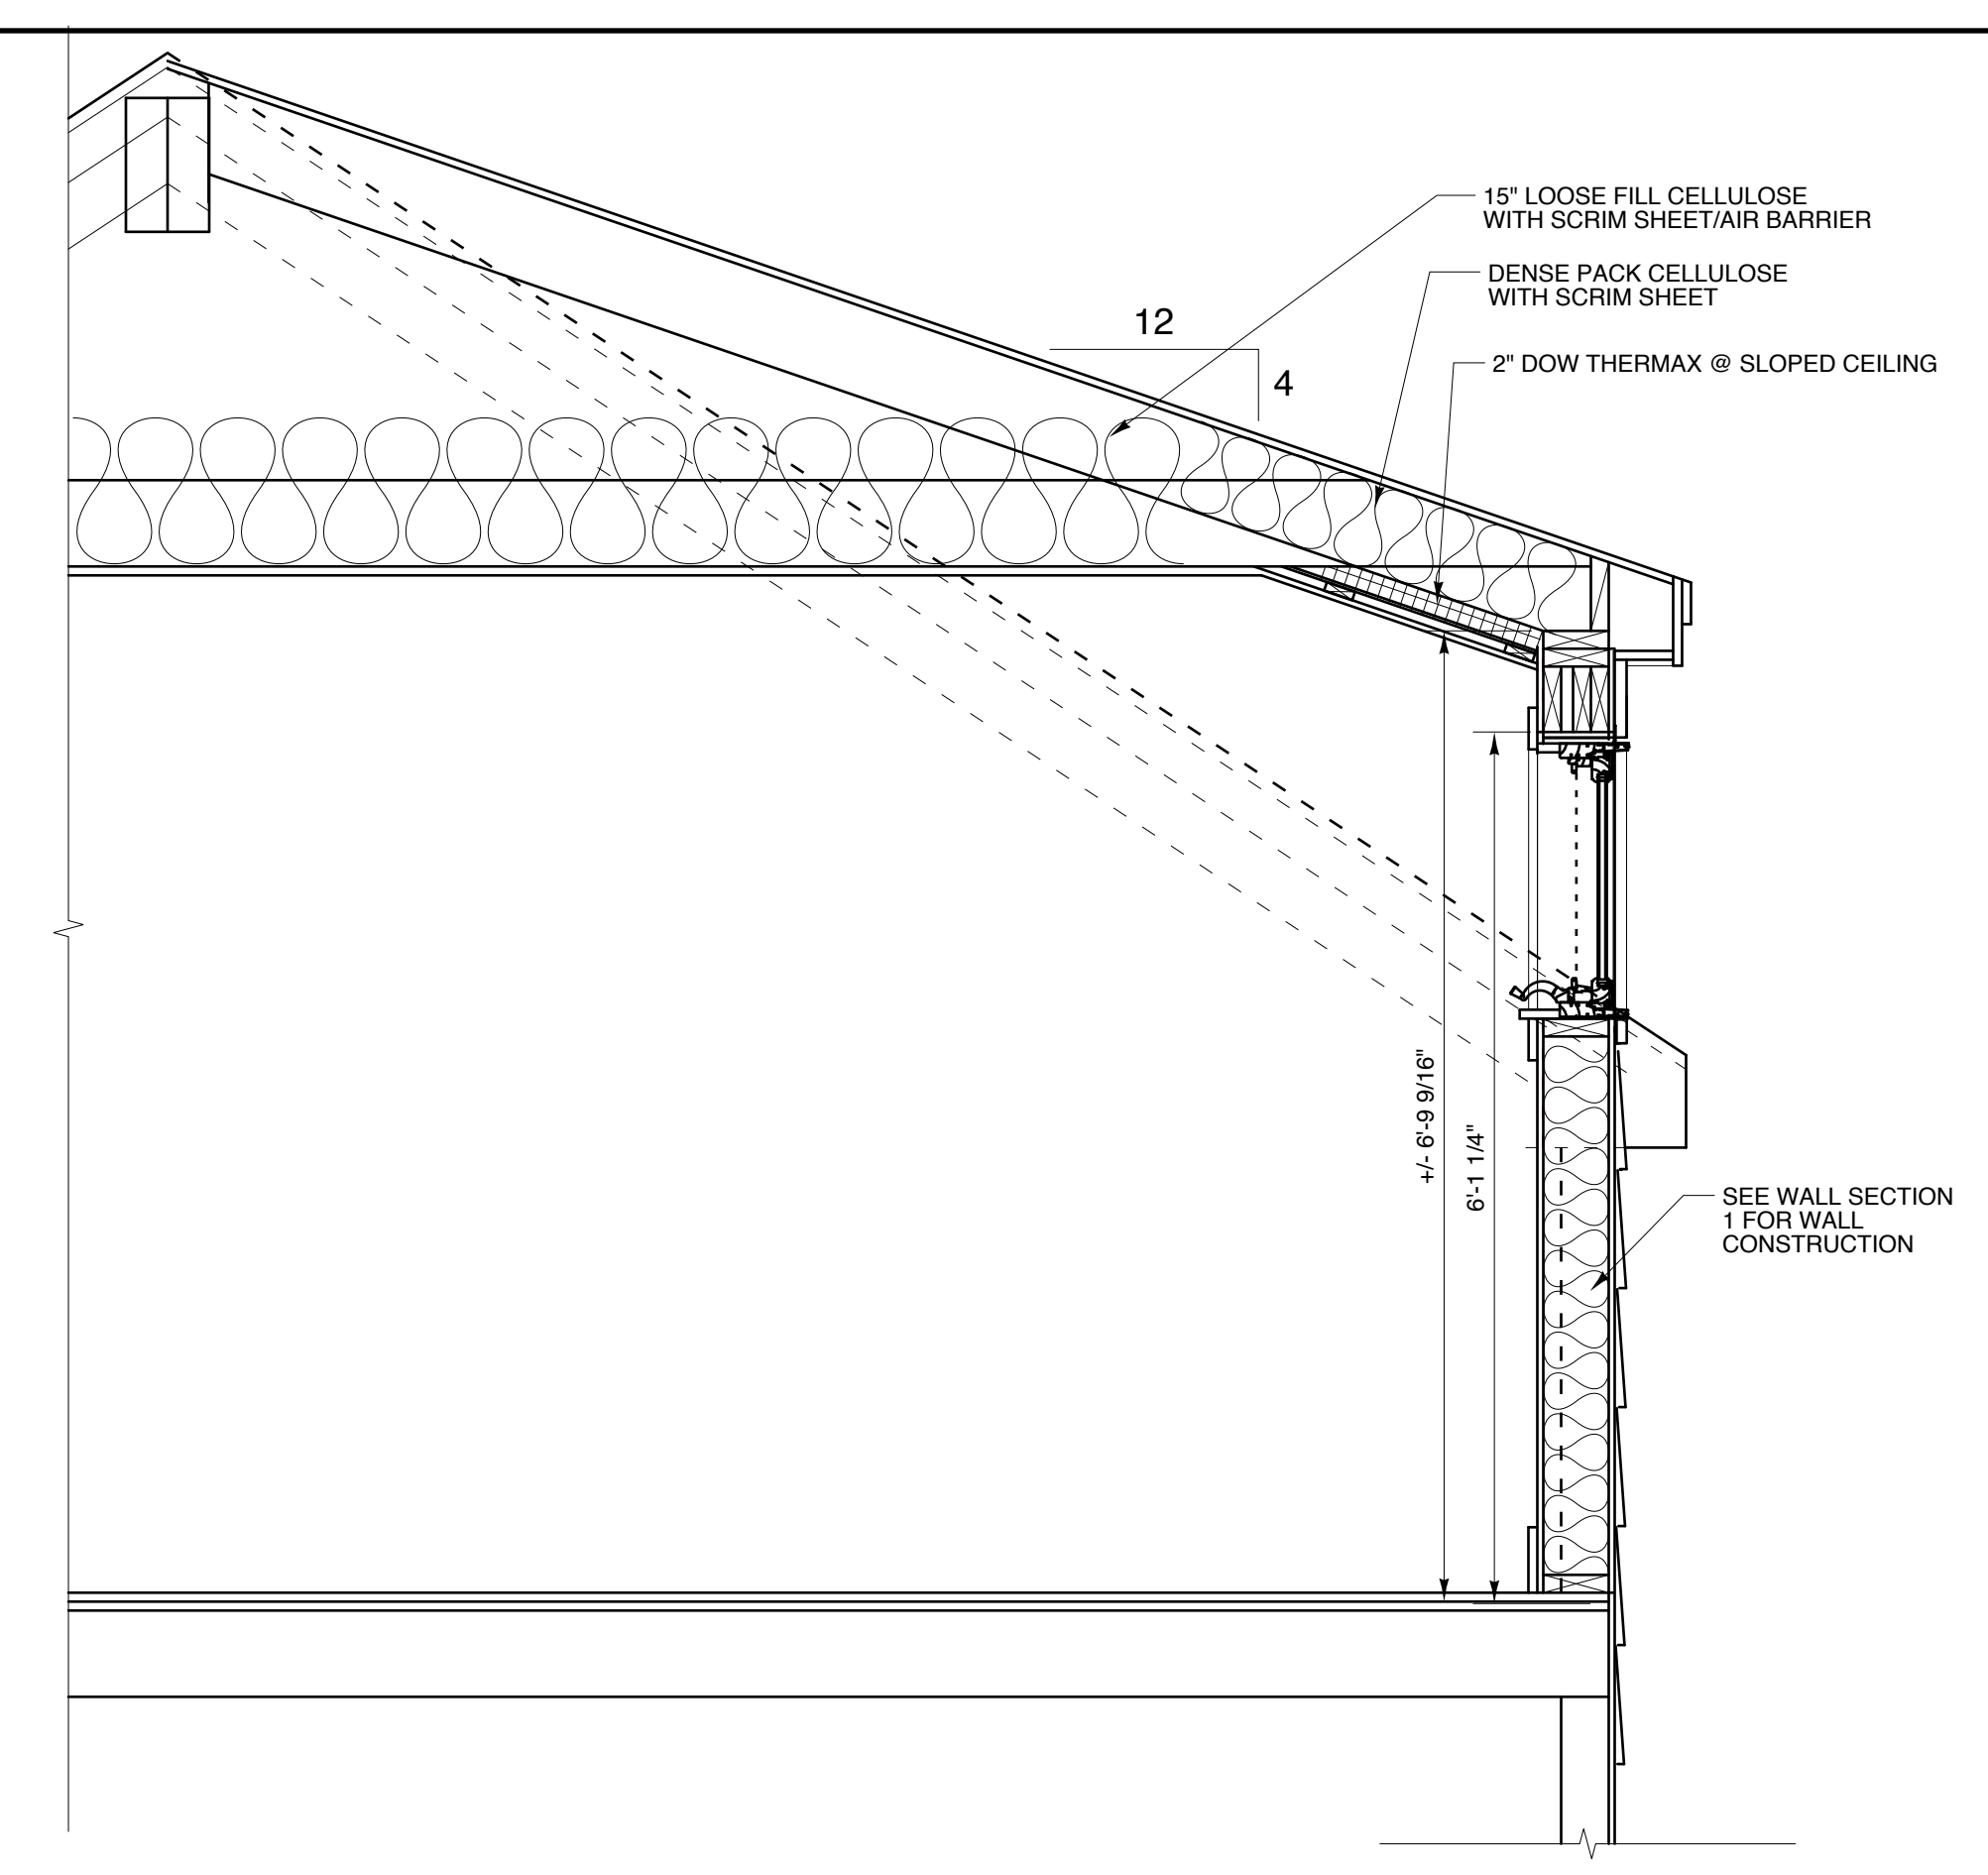 15" LOOSE FILL CELLULOSE
WITH SCRIM SHEET/AIR BARRIER
DENSE PACK CELLULOSE
WITH SCRIM SHEET
12
4
2" DOW THERMAX @ SLOPED CEILING
+/- 6'-9 9/16"
6'-1 1/4"
SEE WALL SECTION
1 FOR WALL
CONSTRUCTION